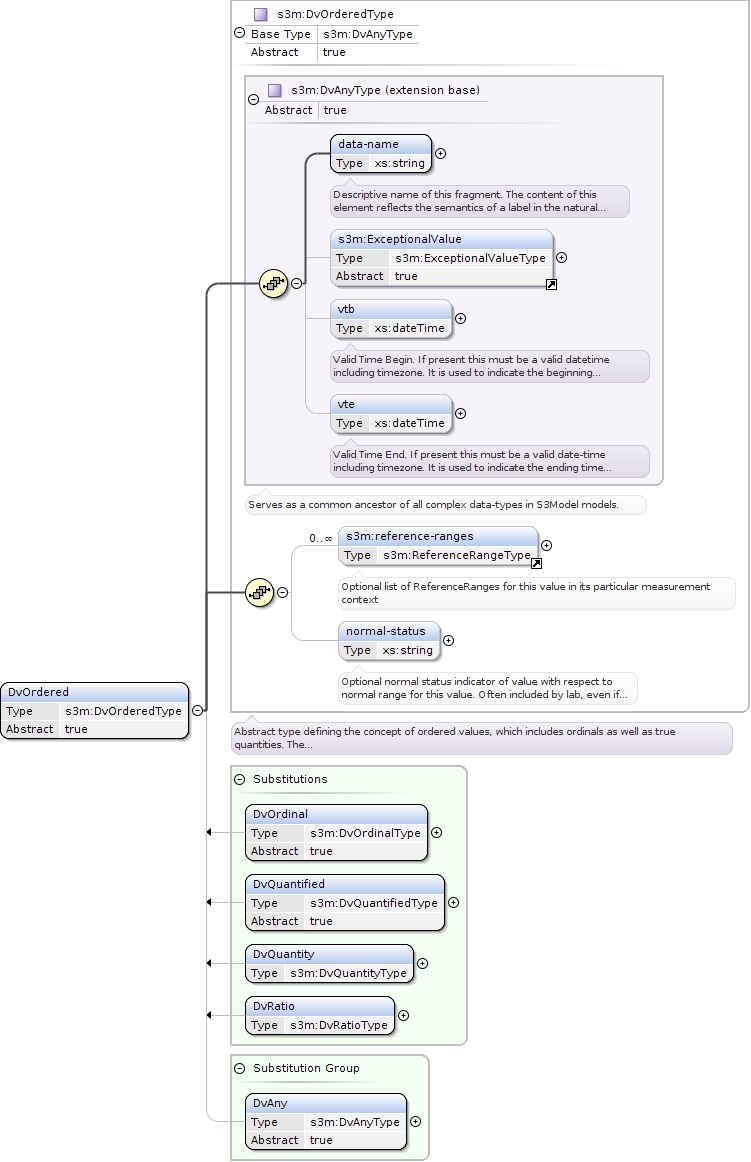 s3m:DvOrderedType
Base Type s3m:DvAnyType
Abstract true
s3m:DvAnyType (extension base)
Abstract true
data-name
Type xs:string
Descriptive name of this fragment. The content of this
element reflects the semantics of a label in the natural...
s3m:ExceptionalValue
Type s3m:ExceptionalValueType
Abstract true
vtb
Type xs:dateTime
Valid Time Begin. If present this must be a valid datetime
including timezone. It is used to indicate the beginning...
vte
Type xs:dateTime
Valid Time End. If present this must be a valid date-time
including timezone. It is used to indicate the ending time...
Serves as a common ancestor of all complex data-types in S3Model models.
0..∞
s3m:reference-ranges
Type s3m:ReferenceRangeType
Optional list of ReferenceRanges for this value in its particular measurement
context
normal-status
Type xs:string
Optional normal status indicator of value with respect to
normal range for this value. Often included by lab, even if...
DvOrdered
Type s3m:DvOrderedType
Abstract true
Abstract type defining the concept of ordered values, which includes ordinals as well as true
quantities. The...
Substitutions
DvOrdinal
Type s3m:DvOrdinalType
Abstract true
DvQuantified
Type s3m:DvQuantifiedType
Abstract true
DvQuantity
Type s3m:DvQuantityType
DvRatio
Type s3m:DvRatioType
Substitution Group
DvAny
Type s3m:DvAnyType
Abstract true